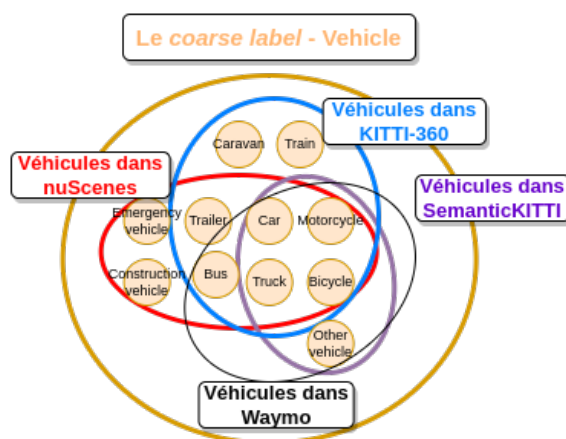 Le coarse label - Vehicle
Véhicules dans
KITTI-360
Caravan
Train
Véhicules dans
nuScenes
Véhicules dans
SemanticKITTI
Emergency
vehicle
Trailer
Car
Motorcycle
Construction
vehicle
Bus
Truck
Bicycle
Other
vehicle
Véhicules dans
Waymo